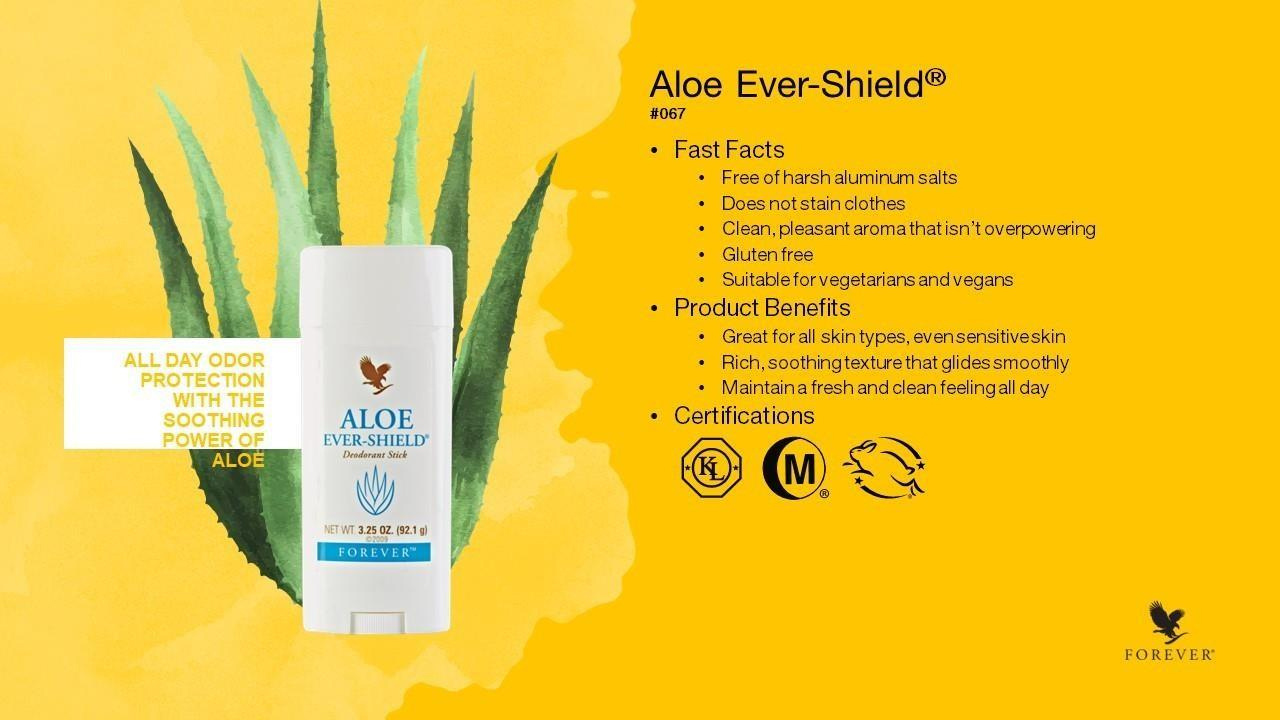 Aloe Ever-Shield®
#067
• Fast Facts
• Free of harsh aluminum salts
• Does not stain clothes
• Clean, pleasant aroma that isn’t overpowering
• Gluten free
• Suitable for vegetarians and vegans
• Product Benefits
• Great for all skin types, even sensitive skin
• Rich, soothing texture that glides smoothly
• Maintain a fresh and clean feeling all day
• Certifications
KL
M®
ALL DAY ODOR
PROTECTION
WITH THE
SOOTHING
POWER OF
ALOE
ALOE
EVER-SHIELD®
Deodorant Stick
NET WT. 3.25 OZ. (92.1 g)
©2009
FOREVER™
FOREVER®